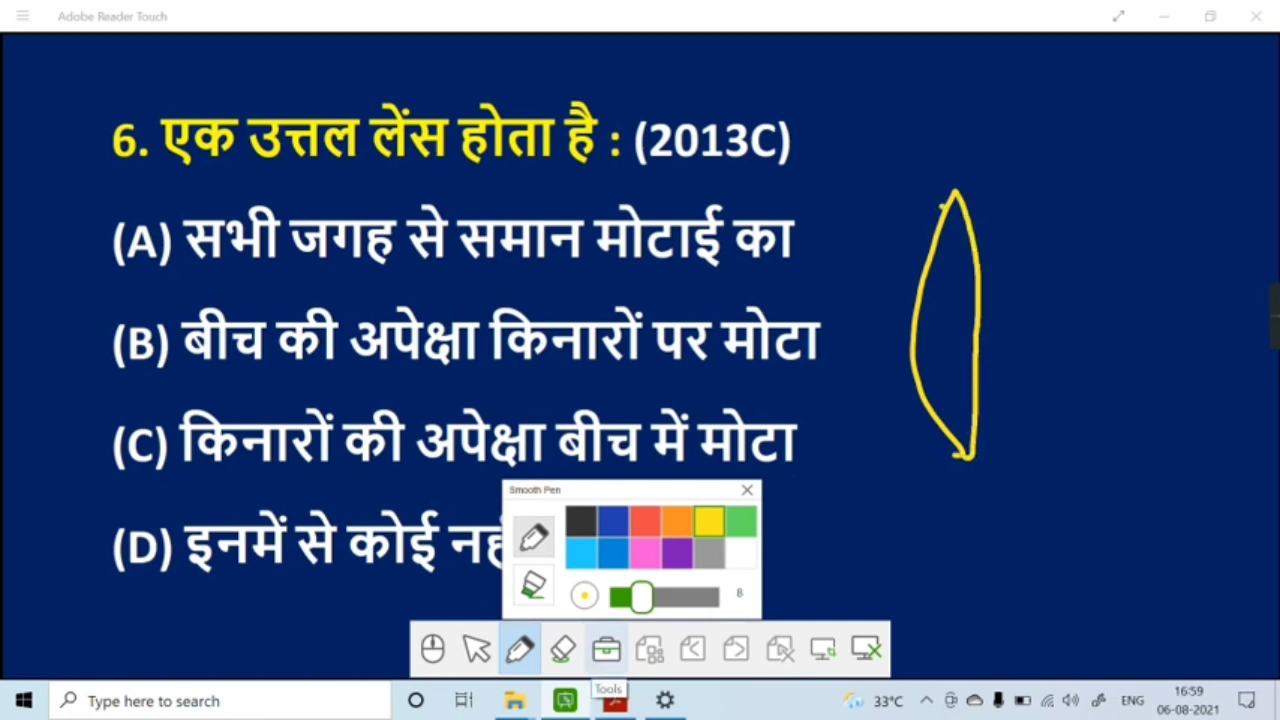 Adobe Reader Touch
6. एक उत्तल लेंस होता है : (2013C)
(A) सभी जगह से समान मोटाई का
(B) बीच की अपेक्षा किनारों पर मोटा
(C) किनारों की अपेक्षा बीच में मोटा
(D) इनमें से कोई
Smooth Pen
8
Tools
Type here to search
33°C
ENG
16:59
06-08-2021